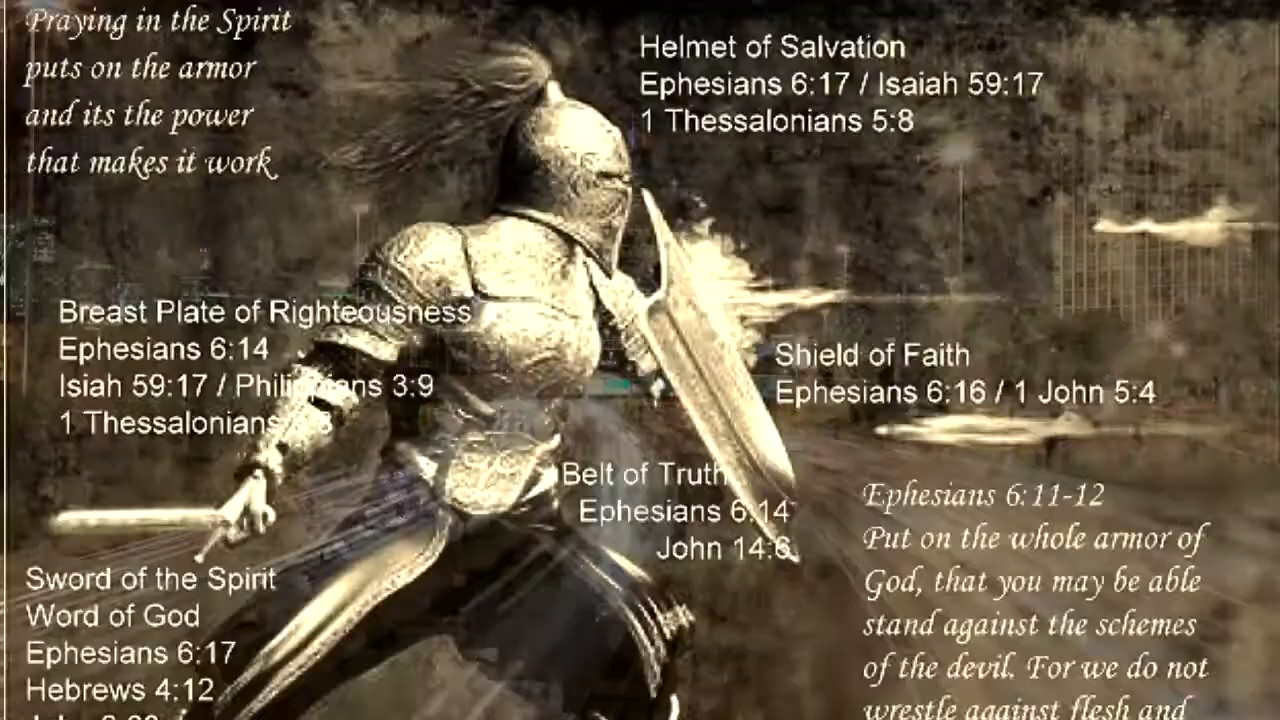 Praying in the Spirit
puts on the armor
and its the power
that makes it work
Helmet of Salvation
Ephesians 6:17 / Isaiah 59:17
1 Thessalonians 5:8
Breast Plate of Righteousness
Ephesians 6:14
Isiah 59:17 / Philippians 3:9
1 Thessalonians
Shield of Faith
Ephesians 6:16 / 1 John 5:4
Belt of Truth
Ephesians 6:14
John 14:6
Sword of the Spirit
Word of God
Ephesians 6:17
Hebrews 4:12
Ephesians 6:11-12
Put on the whole armor of
God, that you may be able
stand against the schemes
of the devil. For we do not
wrestle against flesh and